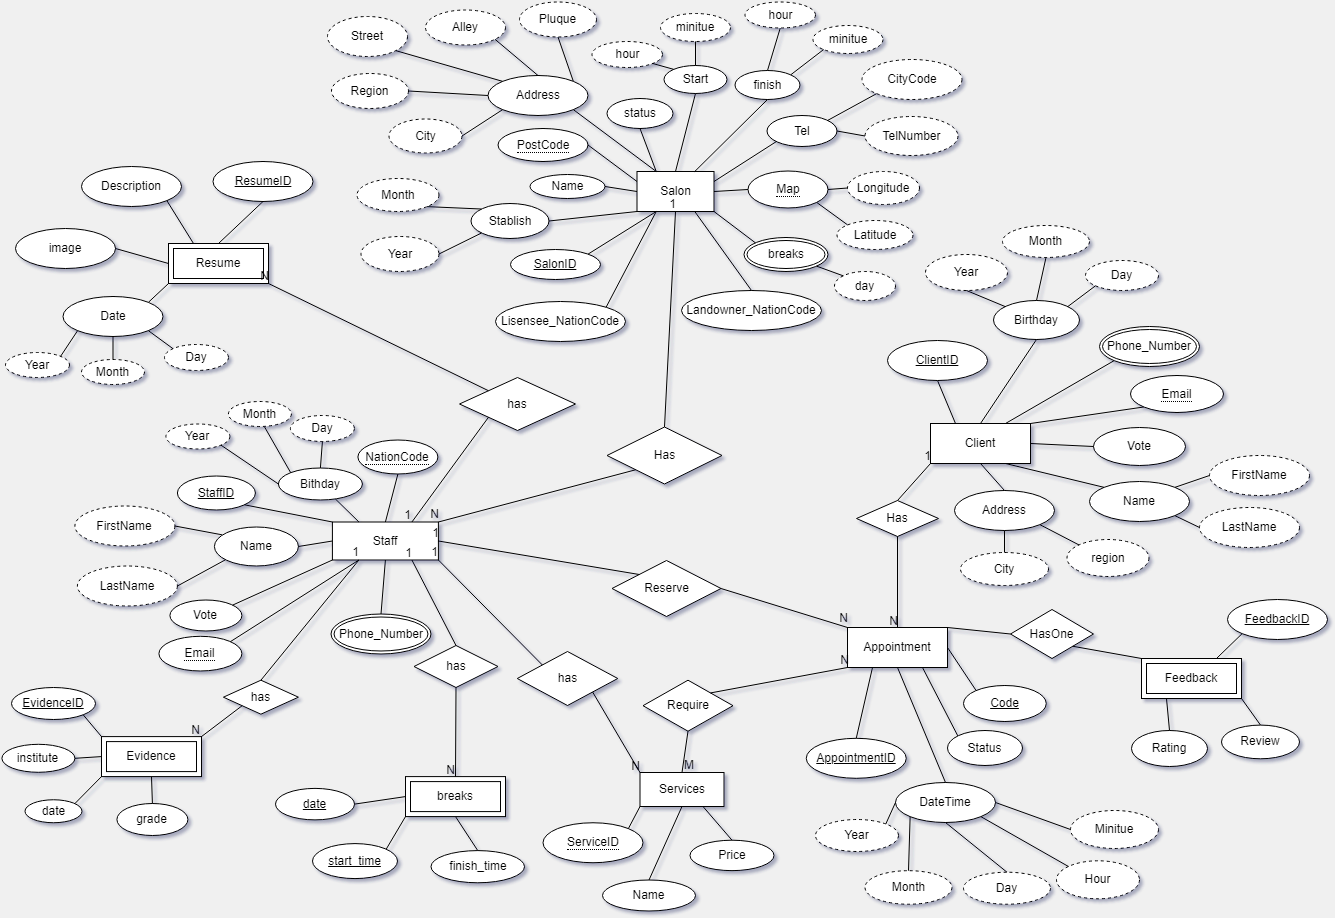 Pluque
Alley
Street
hour
minitue
minitue
hour
Start
finish
CityCode
Region
Address
status
Tel
TelNumber
City
PostCode
Description
ResumeID
Name
Salon
1
Map
Longitude
Month
Stablish
Year
Latitude
image
Resume
N
SalonID
breaks
day
Month
Year
Day
Date
Lisensee_NationCode
Landowner_NationCode
Birthday
Phone_Number
ClientID
Year
Month
Day
Email
has
Month
Year
Day
NationCode
Has
Client
1
Vote
Bithday
StaffID
FirstName
Name
LastName
FirstName
Name
LastName
1
N
Staff
1
1
1
1
Has
Address
City
region
LastName
Reserve
Vote
Email
Phone_Number
N
N
Appointment
N
HasOne
FeedbackID
has
has
has
Feedback
EvidenceID
N
Evidence
institute
date
grade
Require
Code
Status
AppointmentID
Rating
Review
N
breaks
date
start_time
finish_time
N
M
Services
ServiceID
Name
Price
DateTime
Year
Month
Day
Hour
Minitue